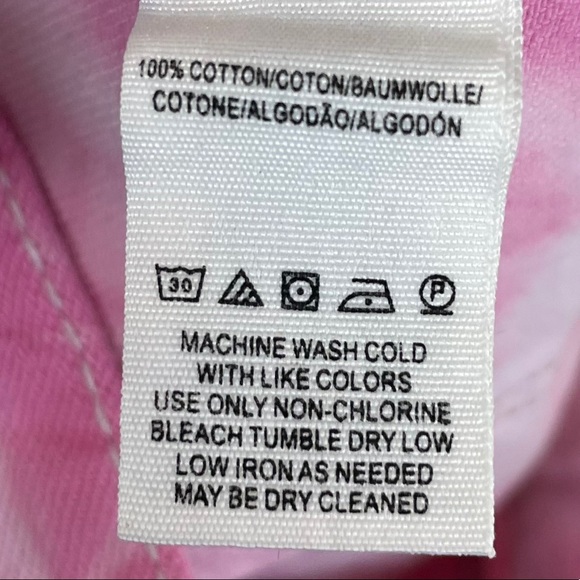 100% COTTON/COTON/BAUMWOLLE/
COTONE/ALGODÃO/ALGODÓN
30 P
MACHINE WASH COLD
WITH LIKE COLORS
USE ONLY NON-CHLORINE
BLEACH TUMBLE DRY LOW
LOW IRON AS NEEDED
MAY BE DRY CLEANED